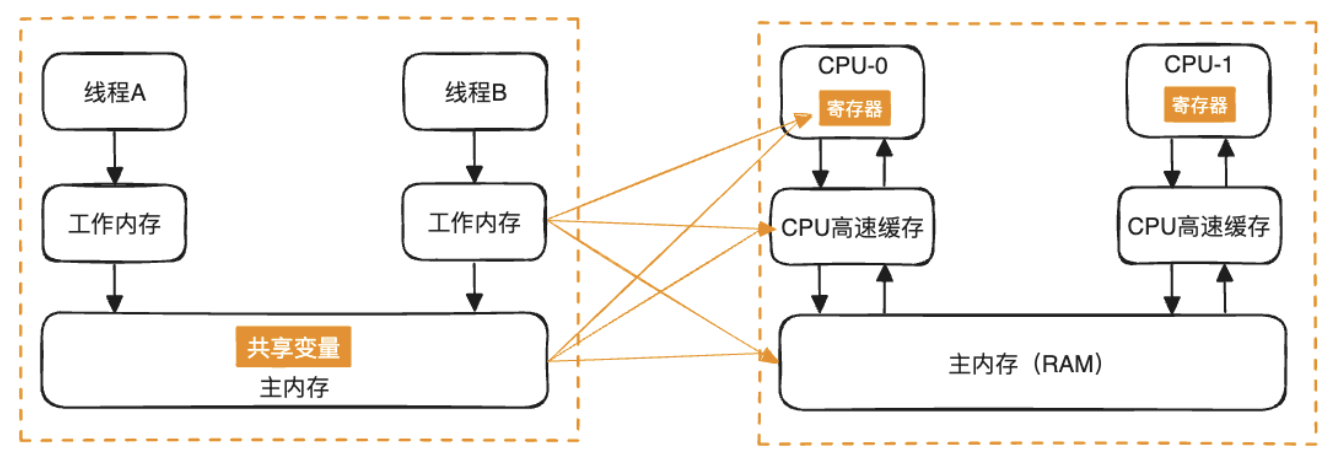 线程A
线程B
工作内存
工作内存
共享变量
主内存
CPU-0
寄存器
CPU-1
寄存器
CPU高速缓存
CPU高速缓存
主内存（RAM）